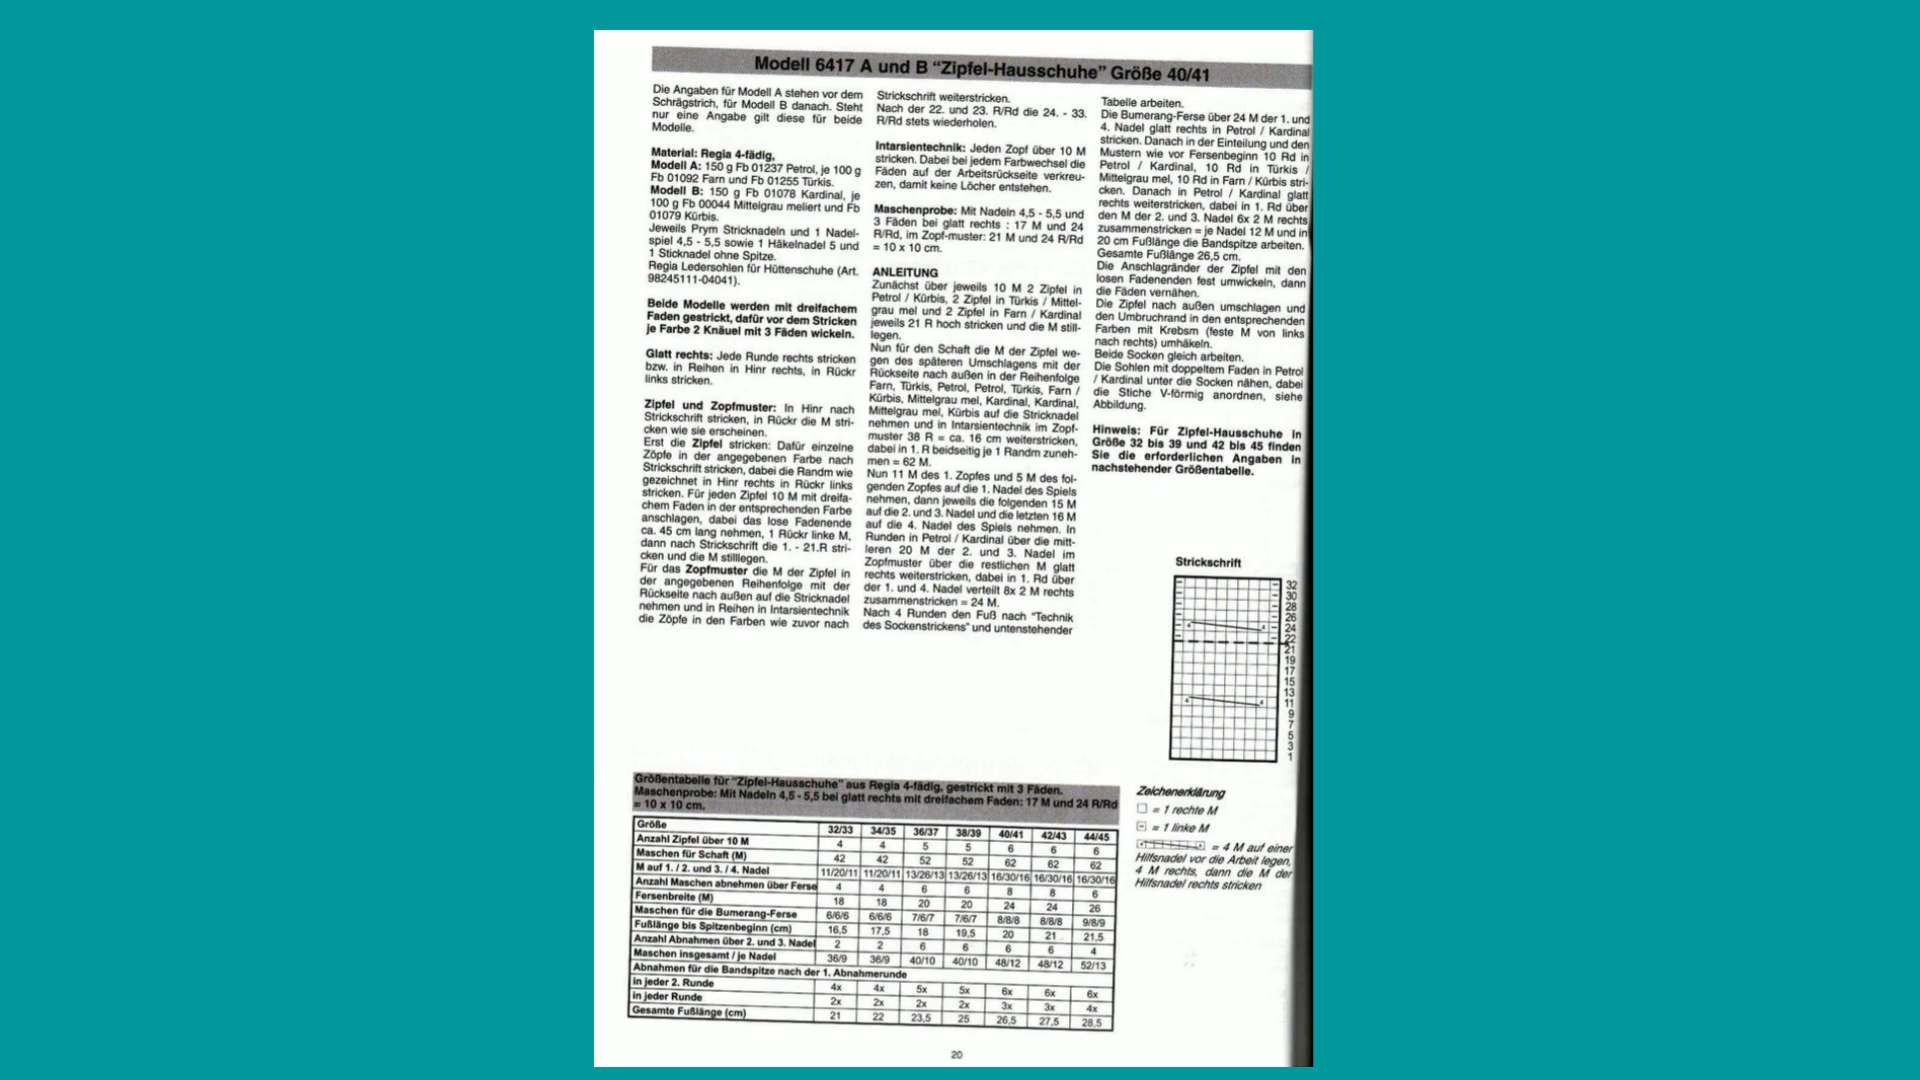 Modell 6417 A und B “Zipfel-Hausschuhe” Größe 40/41
Die Angaben für Modell A stehen vor dem
Schrägstrich, für Modell B danach. Steht
nur eine Angabe gilt diese für beide
Modelle.
Material: Regia 4-fädig,
Modell A: 150 g Fb 01237 Petrol, je 100 g
Fb 01092 Farn und Fb 01255 Türkis.
Modell B: 150 g Fb 01078 Kardinal, je
100 g Fb 00044 Mittelgrau meliert und Fb
01079 Kürbis.
Jeweils Prym Stricknadeln und 1 Nadel-
spiel 4,5 - 5,5 sowie 1 Häkelnadel 5 und
1 Sticknadel ohne Spitze.
Regia Ledersohlen für Hüttenschuhe (Art.
98245111-04041).
Beide Modelle werden mit dreifachem
Faden gestrickt, dafür vor dem Stricken
je Farbe 2 Knäuel mit 3 Fäden wickeln.
Glatt rechts: Jede Runde rechts stricken
bzw. in Reihen in Hinr rechts, in Rückr
links stricken.
Zipfel und Zopfmuster: In Hinr nach
Strickschrift stricken, in Rückr die M stri-
cken wie sie erscheinen.
Erst die Zipfel stricken: Dafür einzelne
Zöpfe in der angegebenen Farbe nach
Strickschrift stricken, dabei die Randm wie
gezeichnet in Hinr rechts in Rückr links
stricken. Für jeden Zipfel 10 M mit dreifa-
chem Faden in der entsprechenden Farbe
anschlagen, dabei das lose Fadenende
ca. 45 cm lang nehmen, 1 Rückr linke M,
dann nach Strickschrift die 1. - 21.R stri-
cken und die M stilllegen.
Für das Zopfmuster die M der Zipfel in
der angegebenen Reihenfolge mit der
Rückseite nach außen auf die Stricknadel
nehmen und in Reihen in Intarsientechnik
die Zöpfe in den Farben wie zuvor nach
Strickschrift weiterstricken.
Nach der 22. und 23. R/Rd die 24. - 33.
R/Rd stets wiederholen.
Intarsientechnik: Jeden Zopf über 10 M
stricken. Dabei bei jedem Farbwechsel die
Fäden auf der Arbeitsrückseite verkreu-
zen, damit keine Löcher entstehen.
Maschenprobe: Mit Nadeln 4,5 - 5,5 und
3 Fäden bei glatt rechts : 17 M und 24
R/Rd, im Zopf-muster: 21 M und 24 R/Rd
= 10 x 10 cm.
ANLEITUNG
Zunächst über jeweils 10 M 2 Zipfel in
Petrol / Kürbis, 2 Zipfel in Türkis / Mittel-
grau mel und 2 Zipfel in Farn / Kardinal
jeweils 21 R hoch stricken und die M still-
legen.
Nun für den Schaft die M der Zipfel we-
gen des späteren Umschlagens mit der
Rückseite nach außen in der Reihenfolge
Farn, Türkis, Petrol, Petrol, Türkis, Farn /
Kürbis, Mittelgrau mel, Kardinal, Kardinal,
Mittelgrau mel, Kürbis auf die Stricknadel
nehmen und in Intarsientechnik im Zopf-
muster 38 R = ca. 16 cm weiterstricken,
dabei in 1. R beidseitig je 1 Randm zuneh-
men = 62 M.
Nun 11 M des 1. Zopfes und 5 M des fol-
genden Zopfes auf die 1. Nadel des Spiels
nehmen, dann jeweils die folgenden 15 M
auf die 2. und 3. Nadel und die letzten 16 M
auf die 4. Nadel des Spiels nehmen. In
Runden in Petrol / Kardinal über die mitt-
leren 20 M der 2. und 3. Nadel im
Zopfmuster über die restlichen M glatt
rechts weiterstricken, dabei in 1. Rd über
der 1. und 4. Nadel verteilt 8x 2 M rechts
zusammenstricken = 24 M.
Nach 4 Runden den Fuß nach “Technik
des Sockenstrickens” und untenstehender
Tabelle arbeiten.
Die Bumerang-Ferse über 24 M der 1. und
4. Nadel glatt rechts in Petrol / Kardinal
stricken. Danach in der Einteilung und den
Mustern wie vor Fersenbeginn 10 Rd in
Petrol / Kardinal, 10 Rd in Türkis /
Mittelgrau mel, 10 Rd in Farn / Kürbis stri-
cken. Danach in Petrol / Kardinal glatt
rechts weiterstricken, dabei in 1. Rd über
den M der 2. und 3. Nadel 6x 2 M rechts
zusammenstricken = je Nadel 12 M und in
20 cm Fußlänge die Bandspitze arbeiten.
Gesamte Fußlänge 26,5 cm.
Die Anschlagränder der Zipfel mit den
losen Fadenenden fest umwickeln, dann
die Fäden vernähen.
Die Zipfel nach außen umschlagen und
den Umbruchrand in den entsprechenden
Farben mit Krebsm (feste M von links
nach rechts) umhäkeln.
Beide Socken gleich arbeiten.
Die Sohlen mit doppeltem Faden in Petrol
/ Kardinal unter die Socken nähen, dabei
die Stiche V-förmig anordnen, siehe
Abbildung.
Hinweis: Für Zipfel-Hausschuhe in
Größe 32 bis 39 und 42 bis 45 finden
Sie die erforderlichen Angaben in
nachstehender Größentabelle.
Strickschrift
32
30
28
26
24
22
21
19
17
15
13
11
9
7
5
3
1
Größentabelle für “Zipfel-Hausschuhe” aus Regia 4-fädig, gestrickt mit 3 Fäden.
Maschenprobe: Mit Nadeln 4,5 - 5,5 bei glatt rechts mit dreifachem Faden: 17 M und 24 R/Rd
= 10 x 10 cm.
Größe 32/33 34/35 36/37 38/39 40/41 42/43 44/45
Anzahl Zipfel über 10 M 4 4 5 5 6 6 6
Maschen für Schaft (M) 42 42 52 52 62 62 62
M auf 1. / 2. und 3. / 4. Nadel 11/20/11 11/20/11 13/26/13 13/26/13 16/30/16 16/30/16 16/30/16
Anzahl Maschen abnehmen über Ferse 4 4 6 6 8 8 6
Fersenbreite (M) 18 18 20 20 24 24 26
Maschen für die Bumerang-Ferse 6/6/6 6/6/6 7/6/7 7/6/7 8/8/8 8/8/8 9/8/9
Fußlänge bis Spitzenbeginn (cm) 16,5 17,5 18 19,5 20 21 21,5
Anzahl Abnahmen über 2. und 3. Nadel 2 2 6 6 6 6 4
Maschen insgesamt / je Nadel 36/9 36/9 40/10 40/10 48/12 48/12 52/13
Abnahmen für die Bandspitze nach der 1. Abnahmerunde
in jeder 2. Runde 4x 4x 5x 5x 6x 6x 6x
in jeder Runde 2x 2x 2x 2x 3x 3x 4x
Gesamte Fußlänge (cm) 21 22 23,5 25 26,5 27,5 28,5
Zeichenerklärung
= 1 rechte M
= 1 linke M
= 4 M auf einer
Hilfsnadel vor die Arbeit legen,
4 M rechts, dann die M der
Hilfsnadel rechts stricken
20